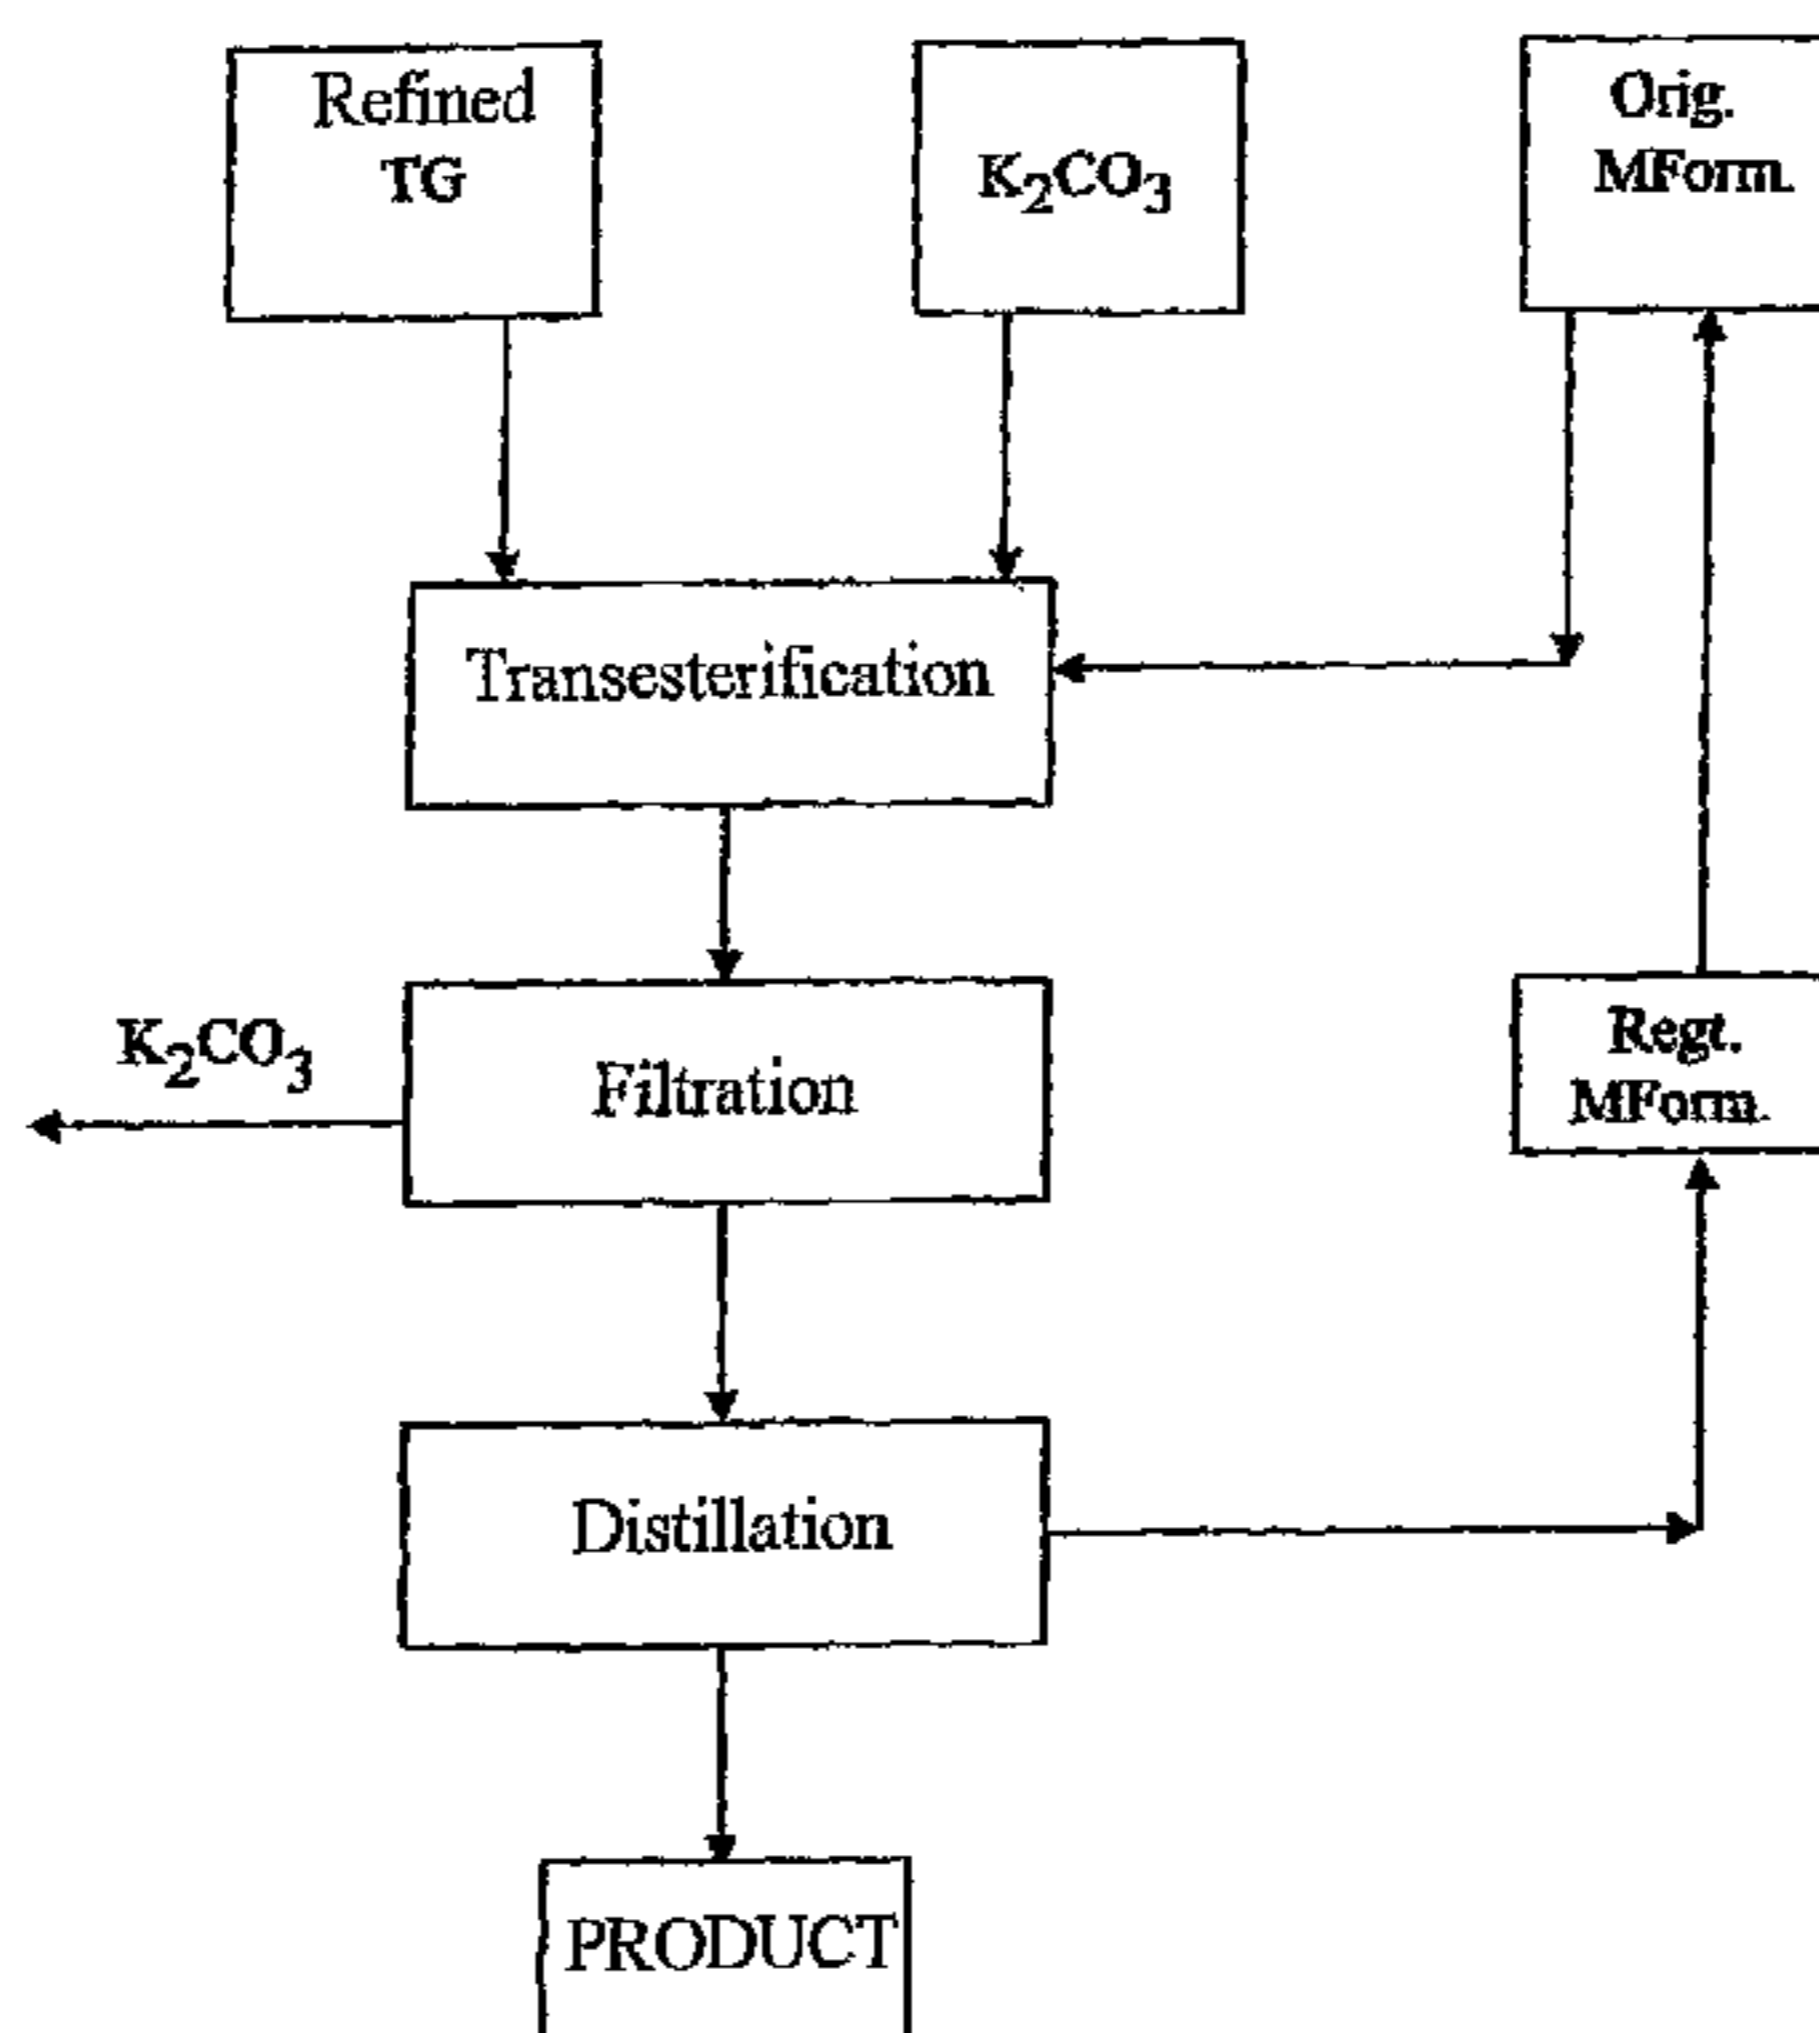 Refined
TG
K₂CO₃
Orig.
MForm.
Transesterification
K₂CO₃
Filtration
Regt.
MForm.
Distillation
PRODUCT